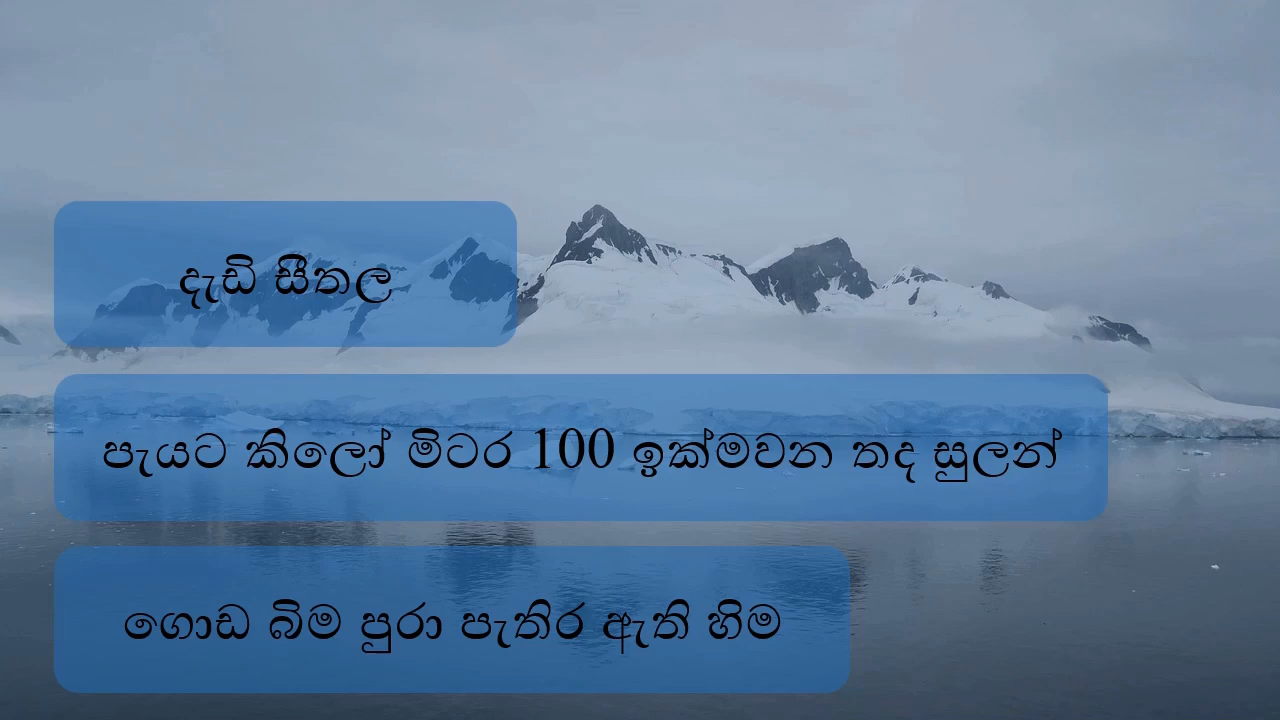 දැඩි සීතල
පැයට කිලෝ මිටර 100 ඉක්මවන තද සුලන්
ගොඩ බිම පුරා පැතිර ඇති හිම